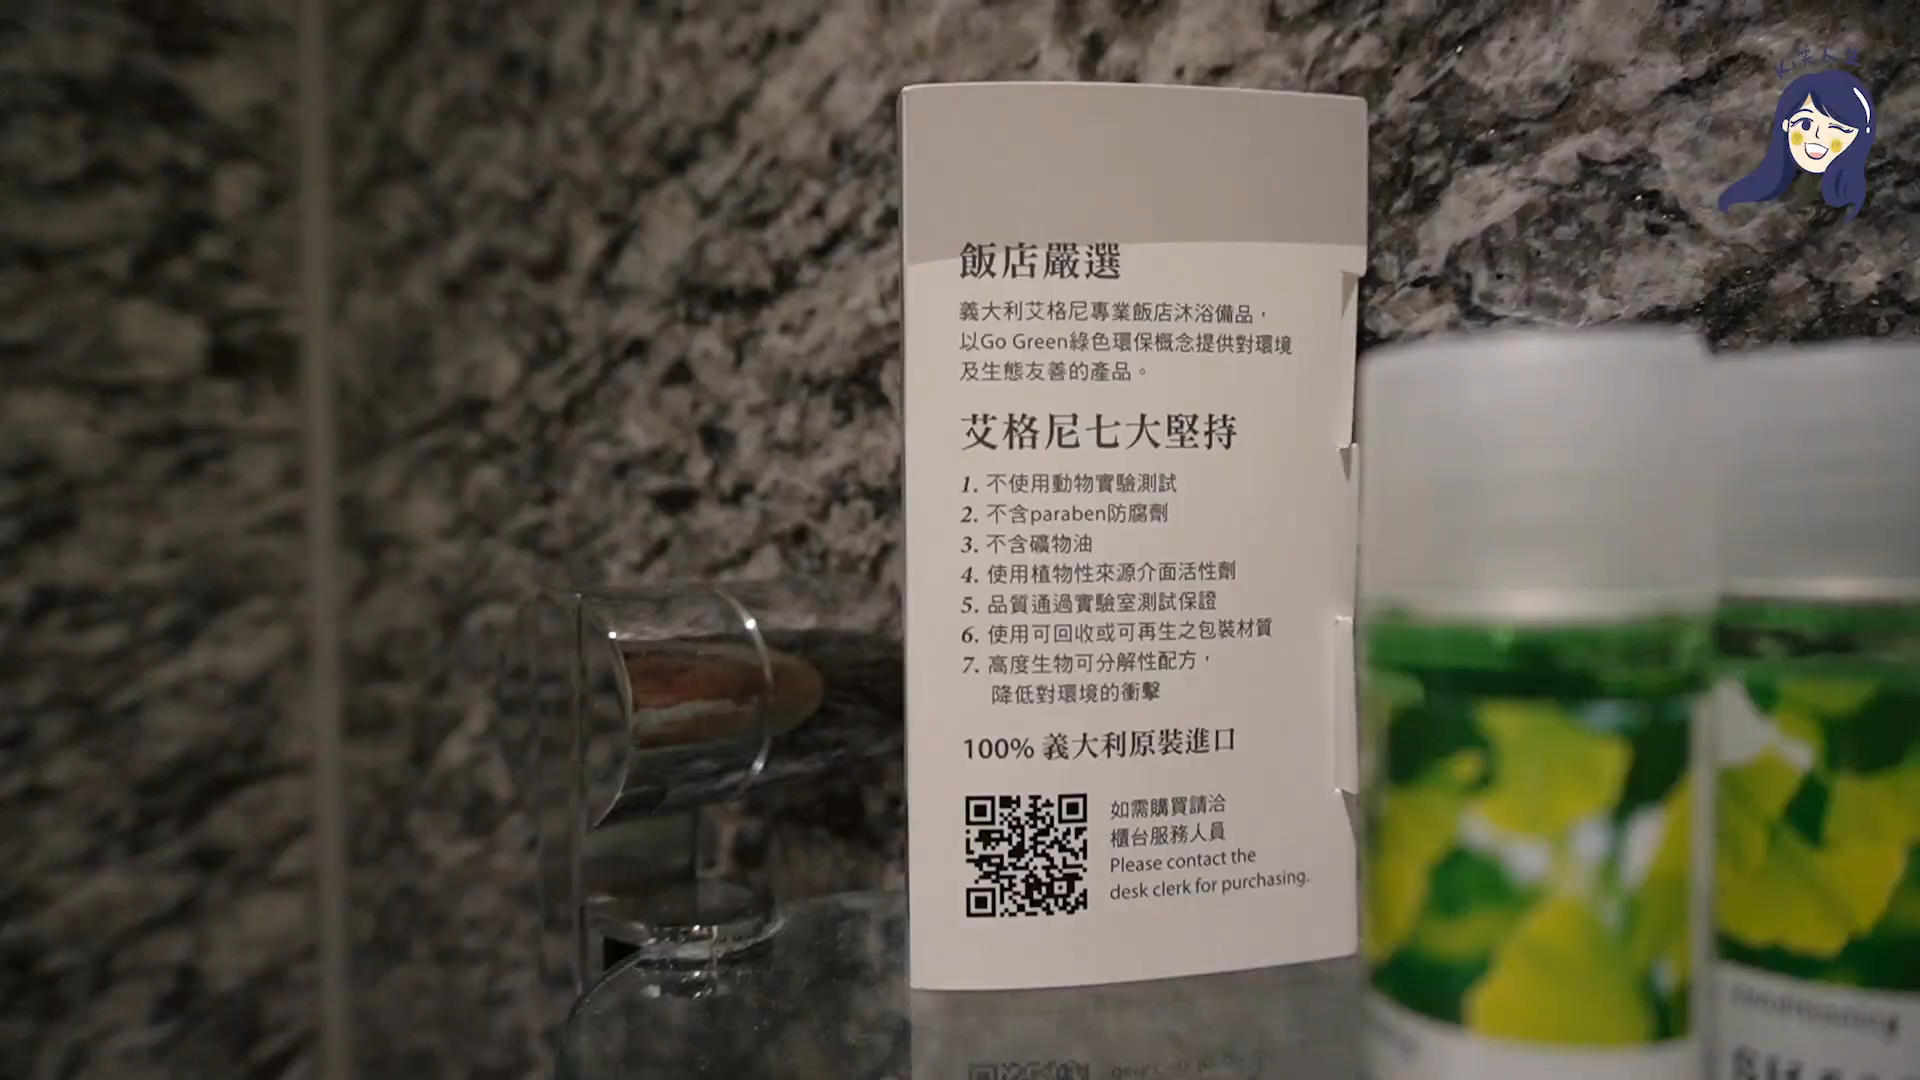 飯店嚴選
義大利艾格尼專業飯店沐浴備品，
以Go Green綠色環保概念提供對環境
及生態友善的產品。
艾格尼七大堅持
1. 不使用動物實驗測試
2. 不含paraben防腐劑
3. 不含礦物油
4. 使用植物性來源介面活性劑
5. 品質通過實驗室測試保證
6. 使用可回收或可再生之包裝材質
7. 高度生物可分解性配方，
降低對環境的衝擊
100% 義大利原裝進口
如需購買請洽
櫃台服務人員
Please contact the
desk clerk for purchasing.